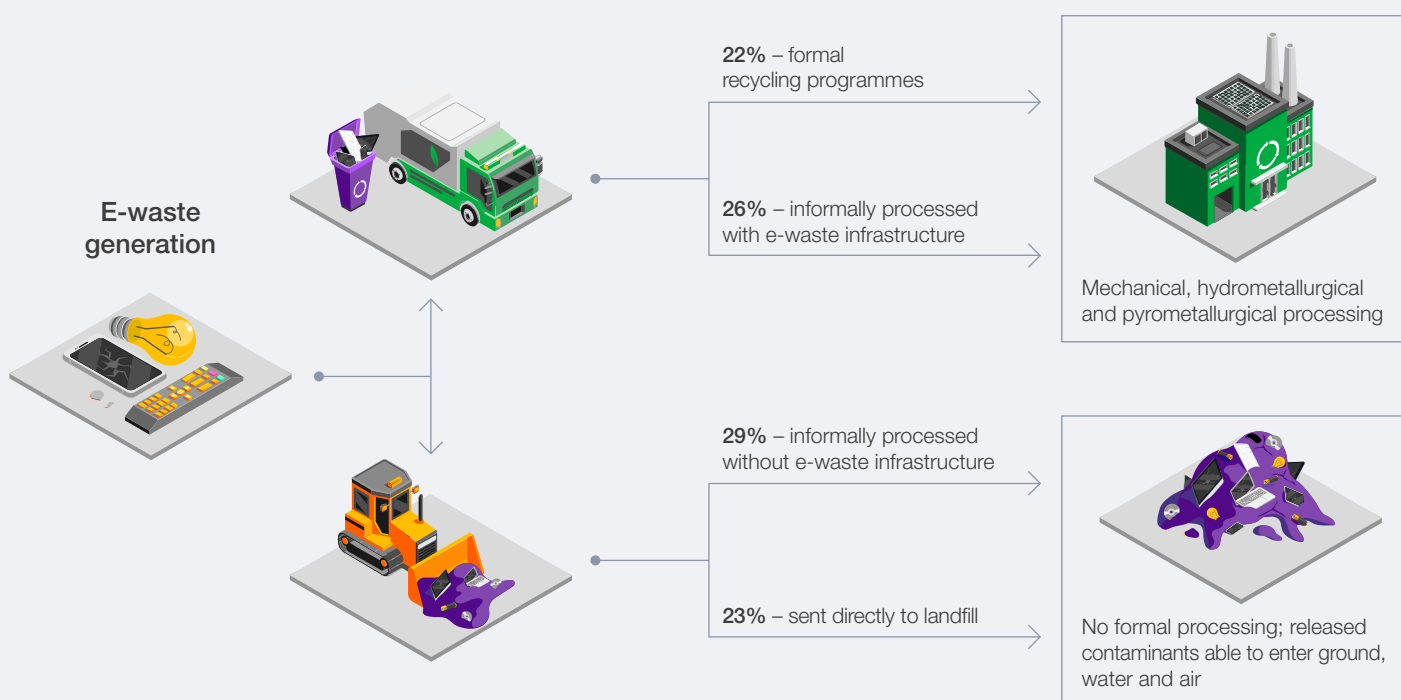 E-waste
generation
22% – formal
recycling programmes
26% – informally processed
with e-waste infrastructure
Mechanical, hydrometallurgical
and pyrometallurgical processing
29% – informally processed
without e-waste infrastructure
23% – sent directly to landfill
No formal processing; released
contaminants able to enter ground,
water and air